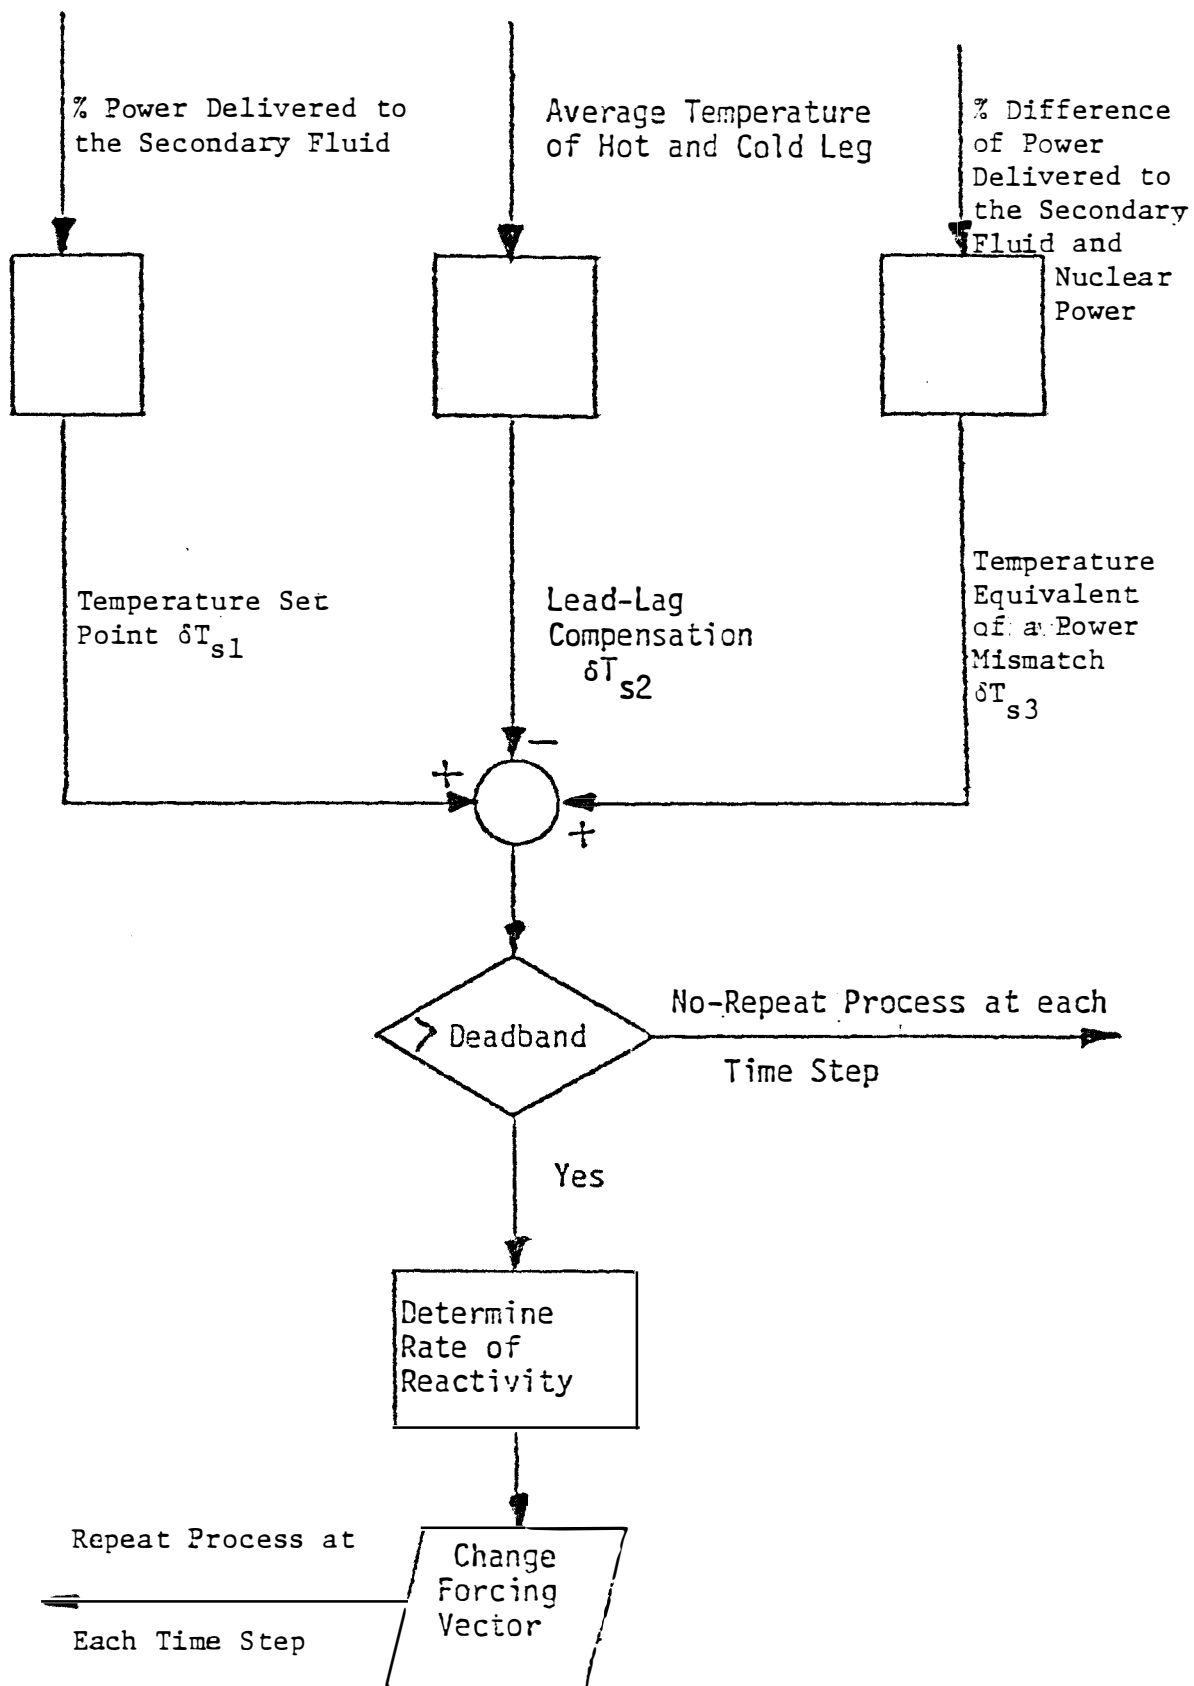 % Power Delivered to
the Secondary Fluid
Average Temperature
of Hot and Cold Leg
% Difference
of Power
Delivered to
the Secondary
Fluid and
Nuclear
Power
Temperature Set
Point δTs1
Lead-Lag
Compensation
δTs2
Temperature
Equivalent
of a Power
Mismatch
δTs3
−
+
+
> Deadband
No-Repeat Process at each
Time Step
Yes
Determine
Rate of
Reactivity
Repeat Process at
Each Time Step
Change
Forcing
Vector